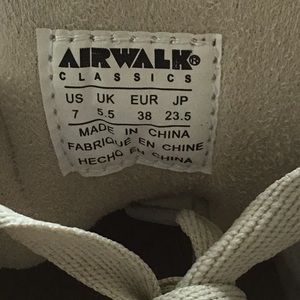 AIRWALK®
CLASSICS
US UK EUR JP
7 5.5 38 23.5
MADE IN CHINA
FABRIQUÉ EN CHINE
HECHO EN CHINA